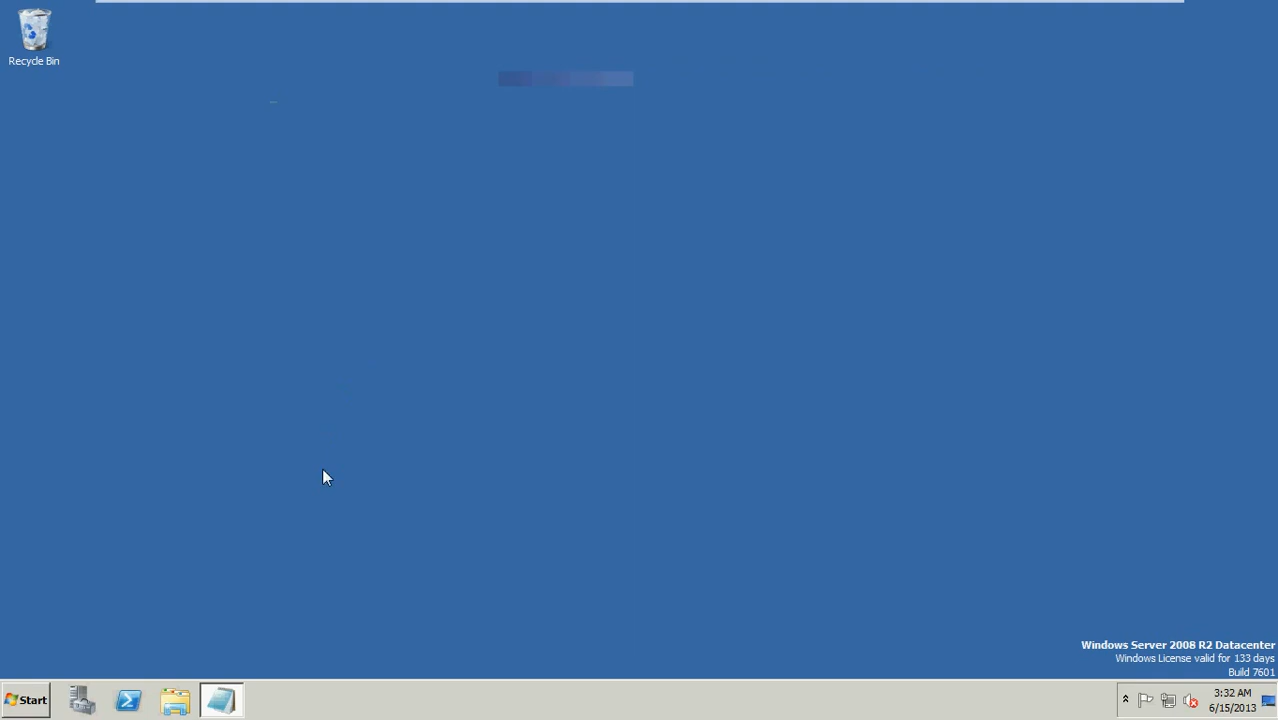 Recycle Bin
Windows Server 2008 R2 Datacenter
Windows License valid for 133 days
Build 7601
Start
3:32 AM
6/15/2013